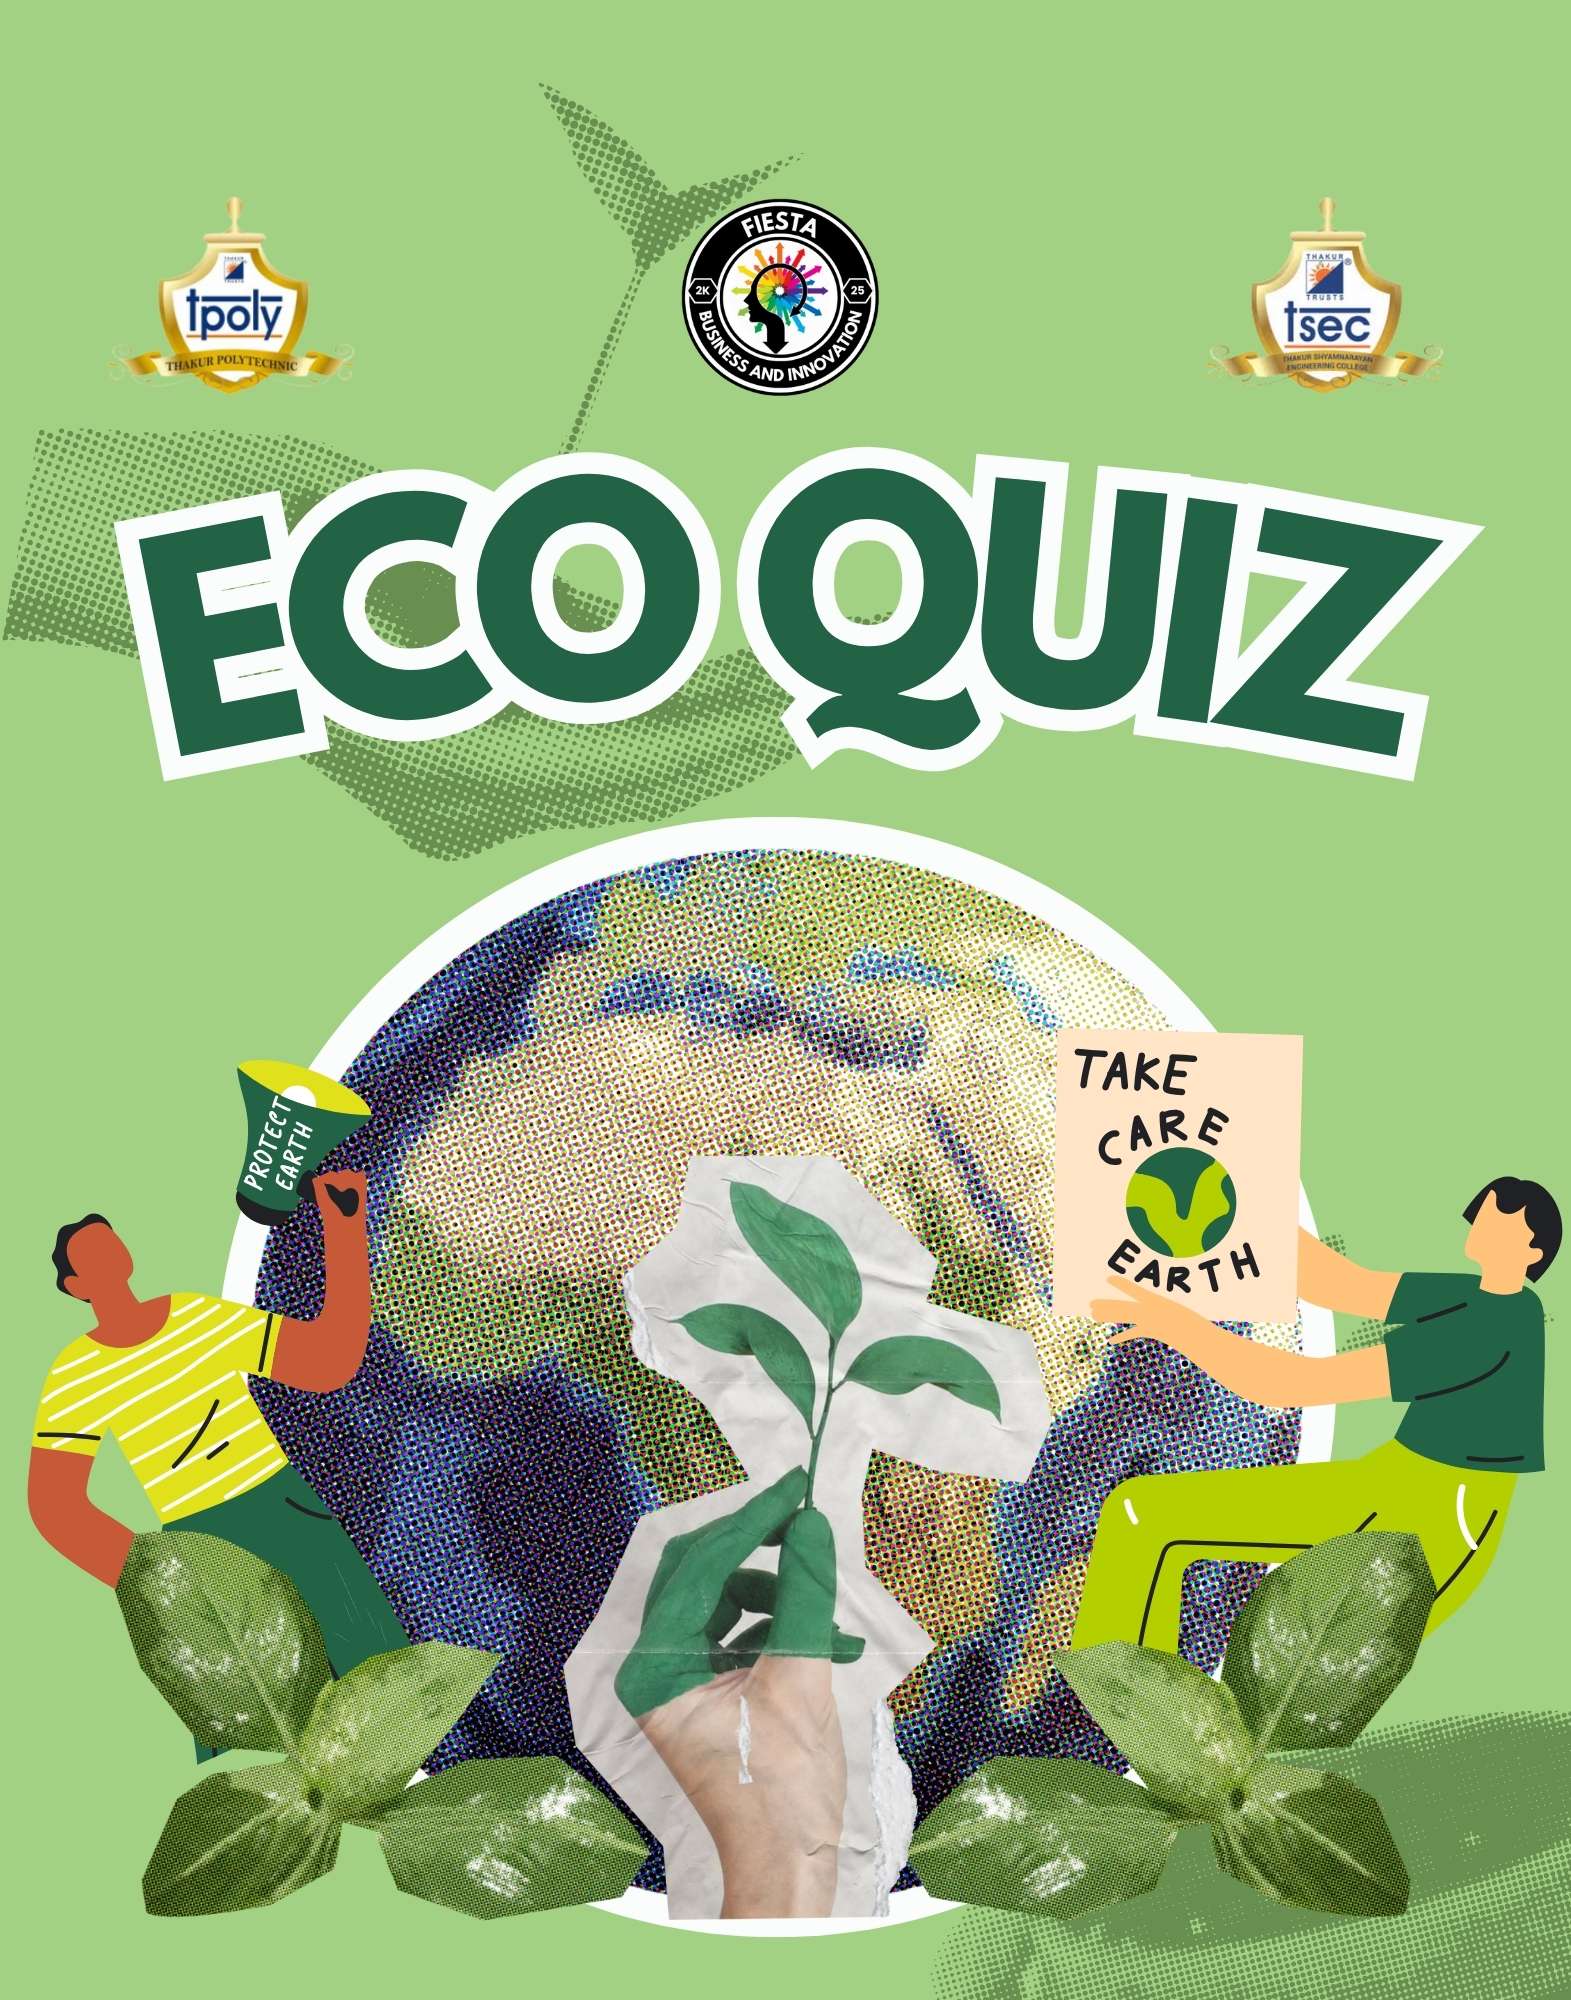 THAKUR
TRUSTS
tpoly
THAKUR POLYTECHNIC
FIESTA
2K
25
BUSINESS AND INNOVATION
THAKUR
®
TRUSTS
tsec
THAKUR SHYAMNARAYAN
ENGINEERING COLLEGE
ECO QUIZ
PROTECT
EARTH
TAKE
CARE
EARTH